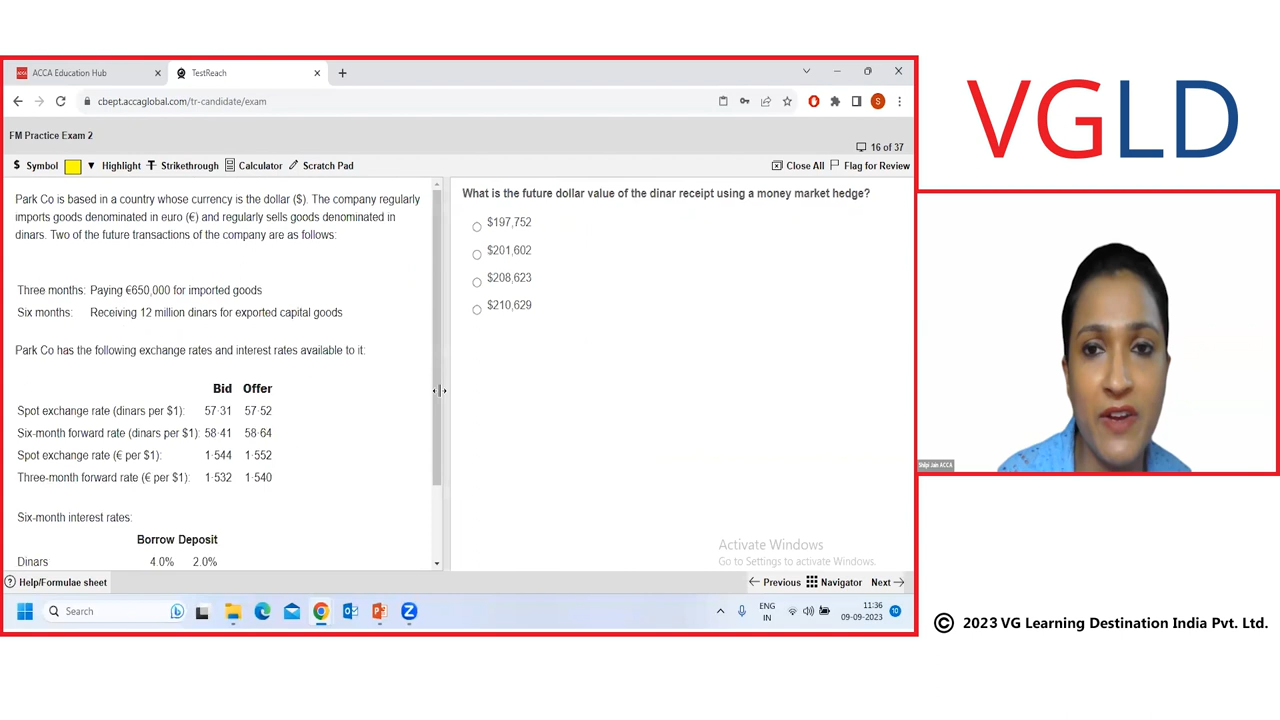 ACCA Education Hub
TestReach
cbept.accaglobal.com/tr-candidate/exam
S
FM Practice Exam 2
16 of 37
$ Symbol Highlight T Strikethrough Calculator Scratch Pad
Close All Flag for Review
Park Co is based in a country whose currency is the dollar ($). The company regularly
imports goods denominated in euro (€) and regularly sells goods denominated in
dinars. Two of the future transactions of the company are as follows:
Three months: Paying €650,000 for imported goods
Six months: Receiving 12 million dinars for exported capital goods
Park Co has the following exchange rates and interest rates available to it:
Bid Offer
Spot exchange rate (dinars per $1): 57·31 57·52
Six-month forward rate (dinars per $1): 58·41 58·64
Spot exchange rate (€ per $1): 1·544 1·552
Three-month forward rate (€ per $1): 1·532 1·540
Six-month interest rates:
Borrow Deposit
Dinars 4.0% 2.0%
What is the future dollar value of the dinar receipt using a money market hedge?
$197,752
$201,602
$208,623
$210,629
Activate Windows
Go to Settings to activate Windows.
? Help/Formulae sheet
Previous Navigator Next
Search
ENG
IN
11:36
09-09-2023
10
VGLD
Shilpi Jain ACCA
© 2023 VG Learning Destination India Pvt. Ltd.